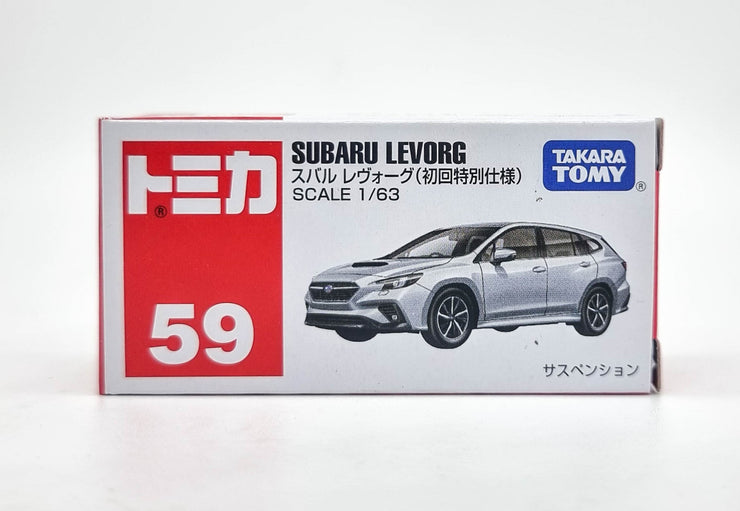 トミカ®
59
SUBARU LEVORG
スバル レヴォーグ(初回特別仕様)
SCALE 1/63
TAKARA
TOMY®
サスペンション